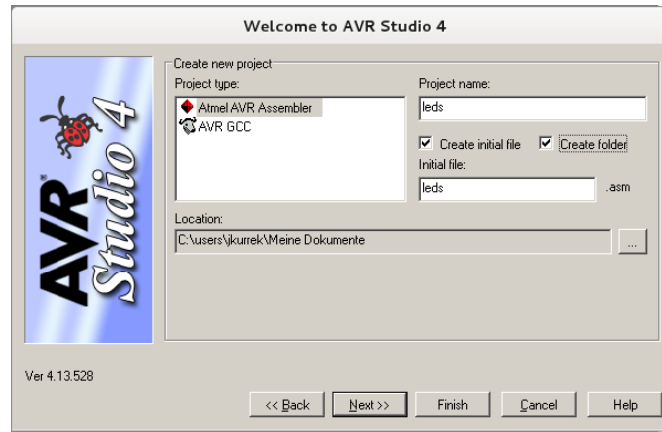 Welcome to AVR Studio 4
Create new project
Project type:
Atmel AVR Assembler
AVR GCC
Project name:
leds
Create initial file
Create folder
Initial file:
leds
.asm
Location:
C:\users\jkurrek\Meine Dokumente
...
AVR® Studio 4
Ver 4.13.528
<< Back
Next >>
Finish
Cancel
Help